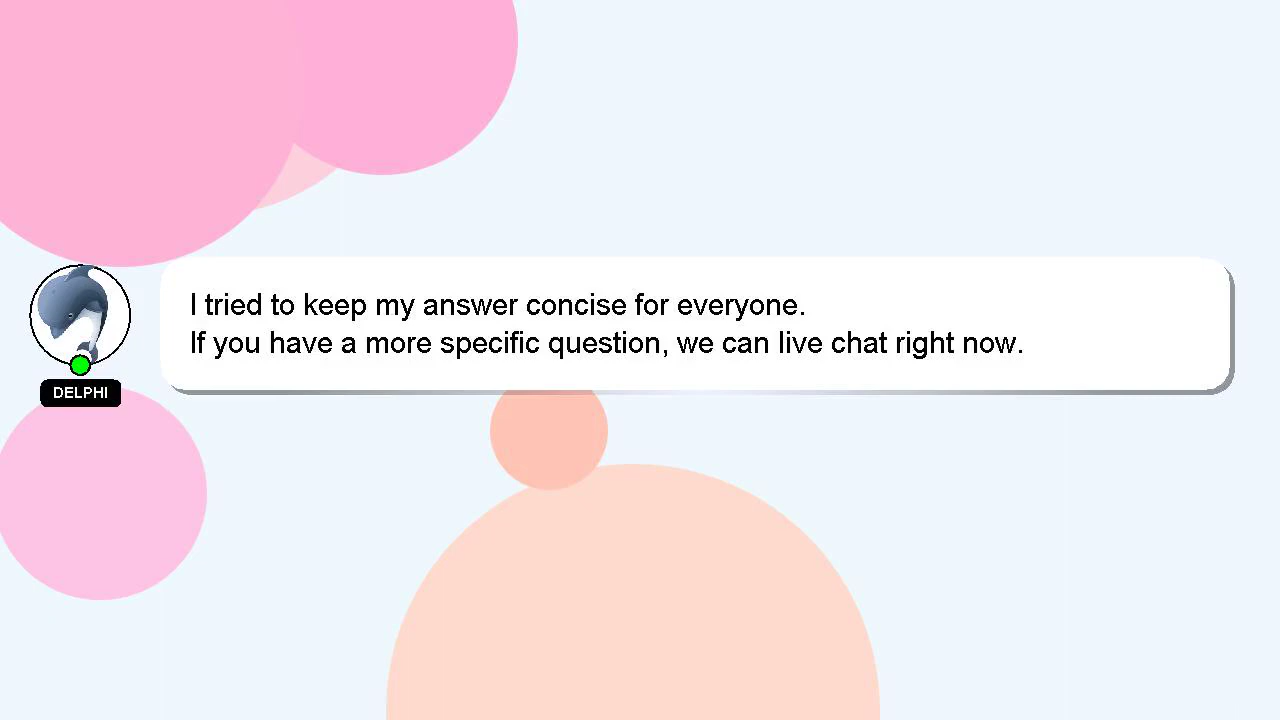 I tried to keep my answer concise for everyone.
If you have a more specific question, we can live chat right now.
DELPHI